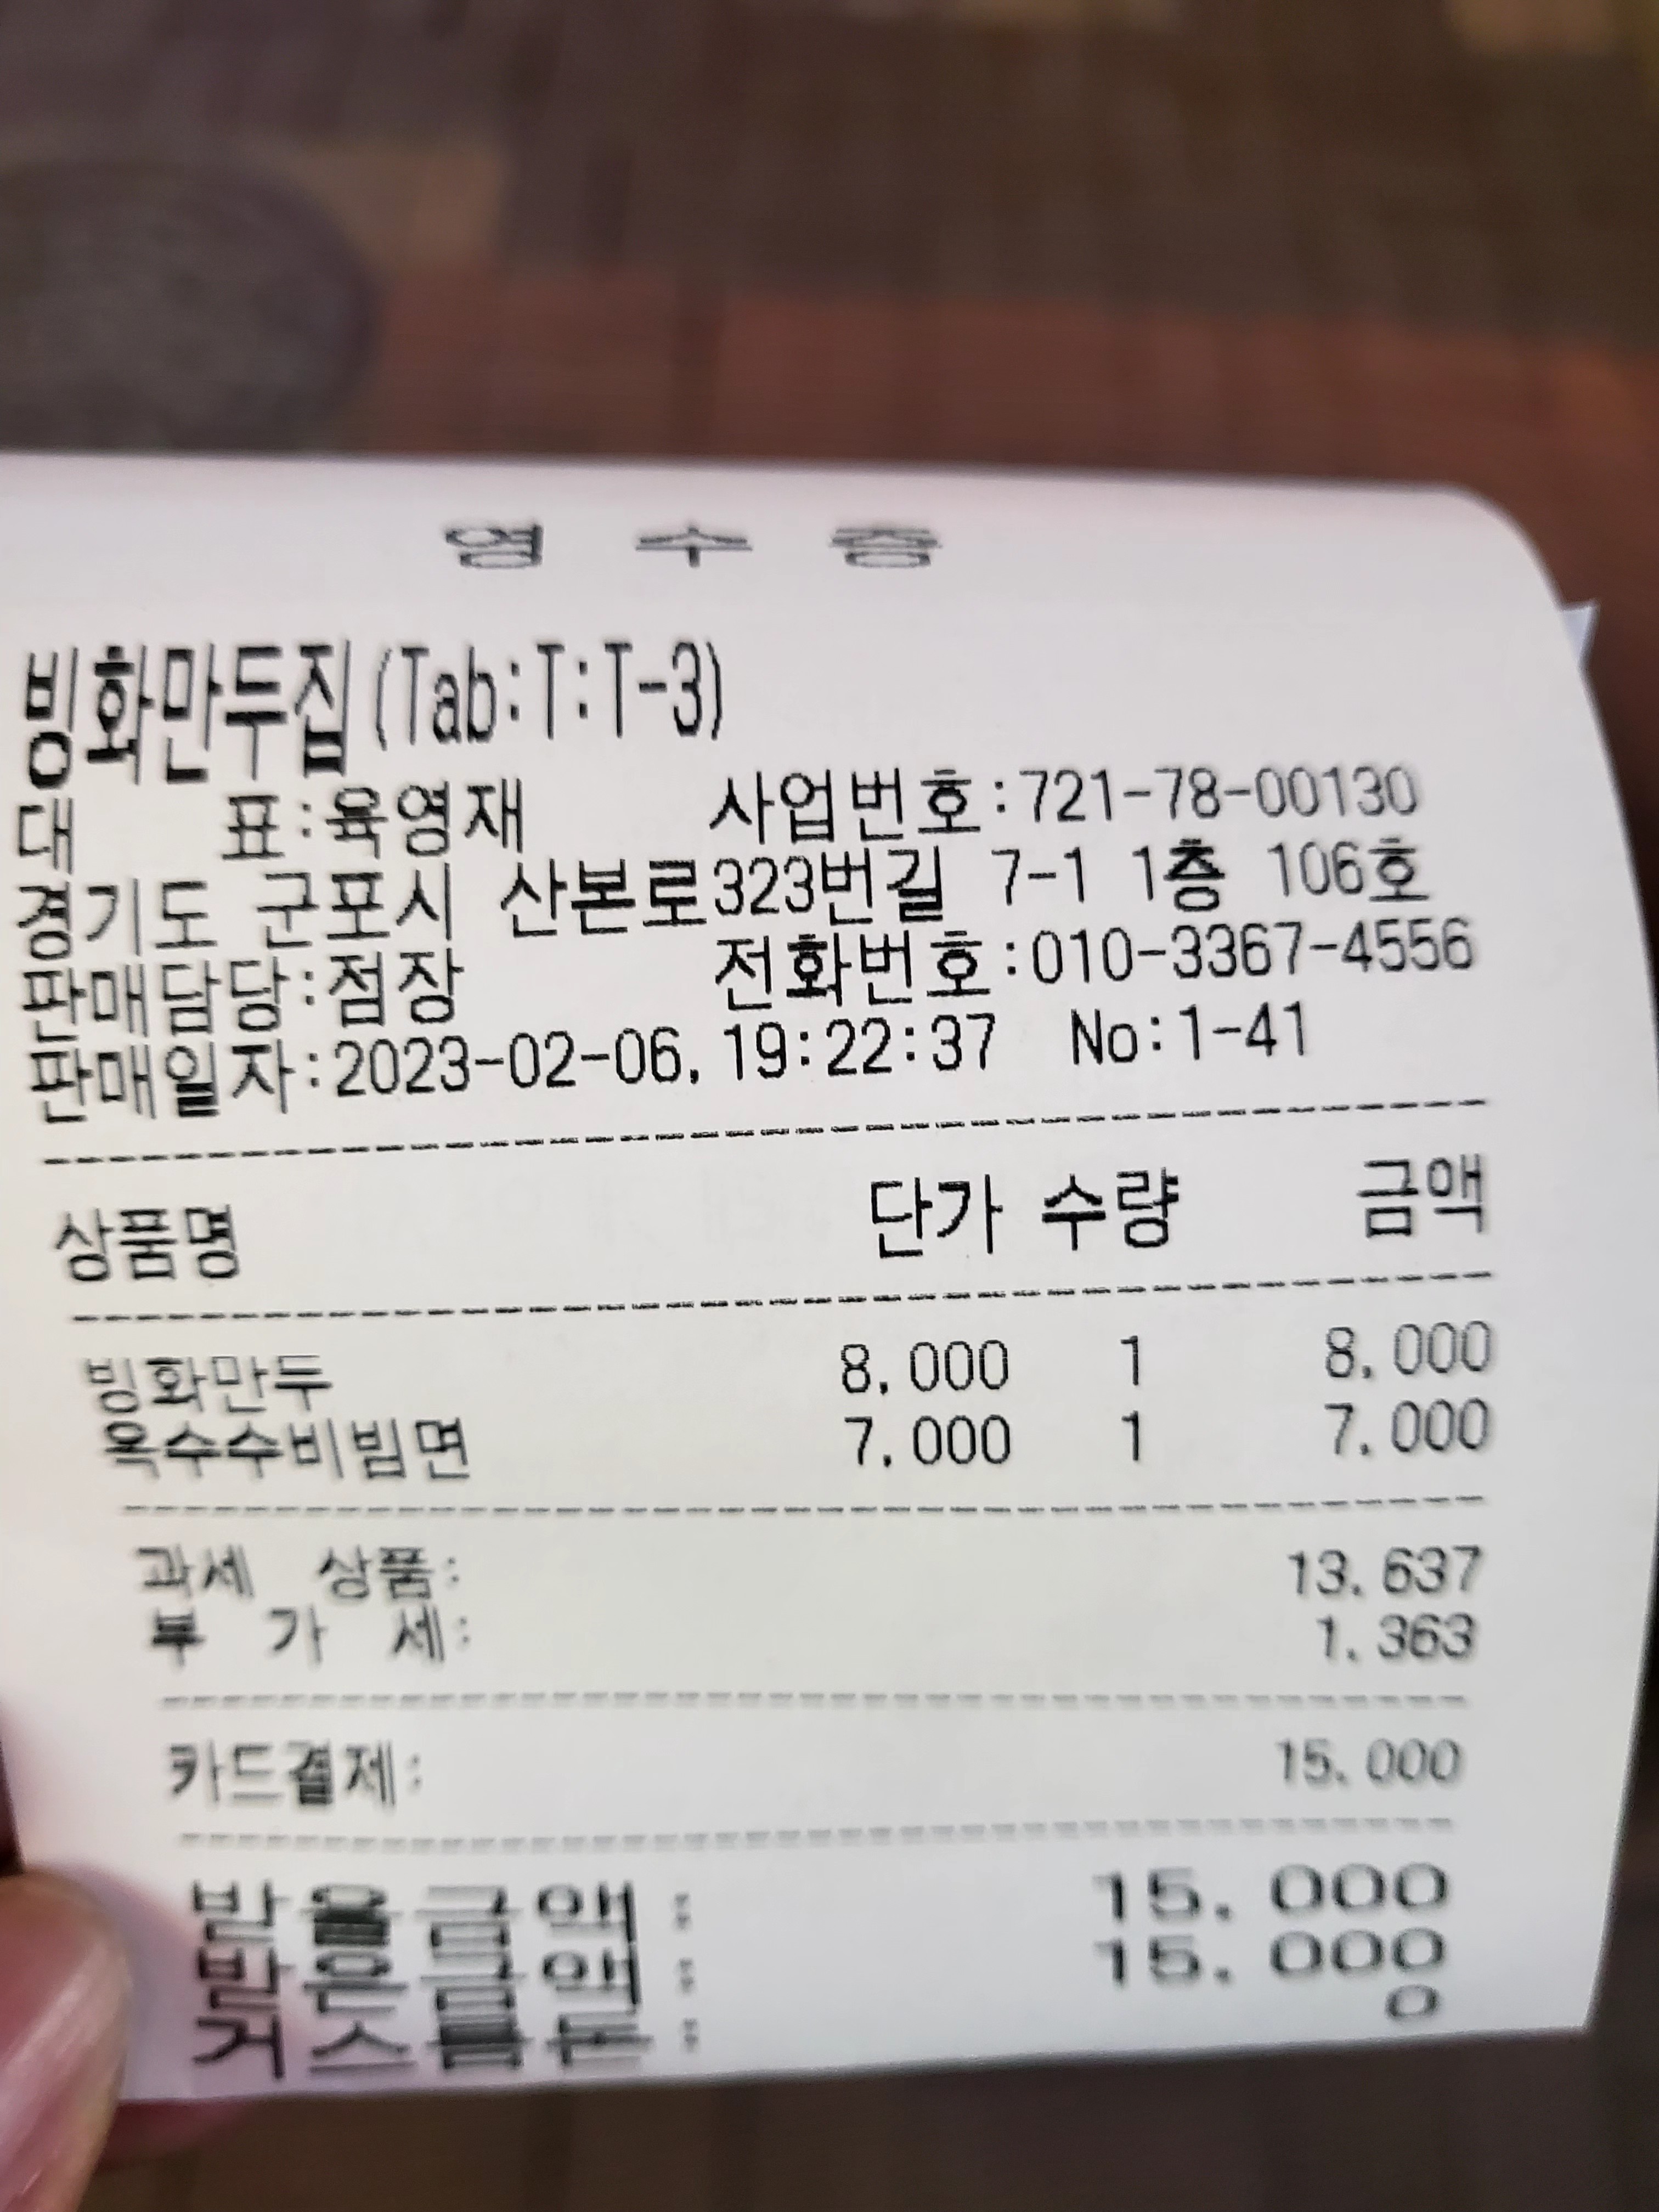 영 수 증
빙화만두집(Tab:T:T-3)
대 표:육영재 사업번호:721-78-00130
경기도 군포시 산본로323번길 7-1 1층 106호
판매담당:점장 전화번호:010-3367-4556
판매일자:2023-02-06, 19:22:37 No:1-41
상품명 단가 수량 금액
빙화만두 8,000 1 8,000
옥수수비빔면 7,000 1 7,000
과세 상품: 13,637
부 가 세: 1,363
카드결제: 15,000
받을금액: 15,000
받은금액: 15,000
거스름돈: 0